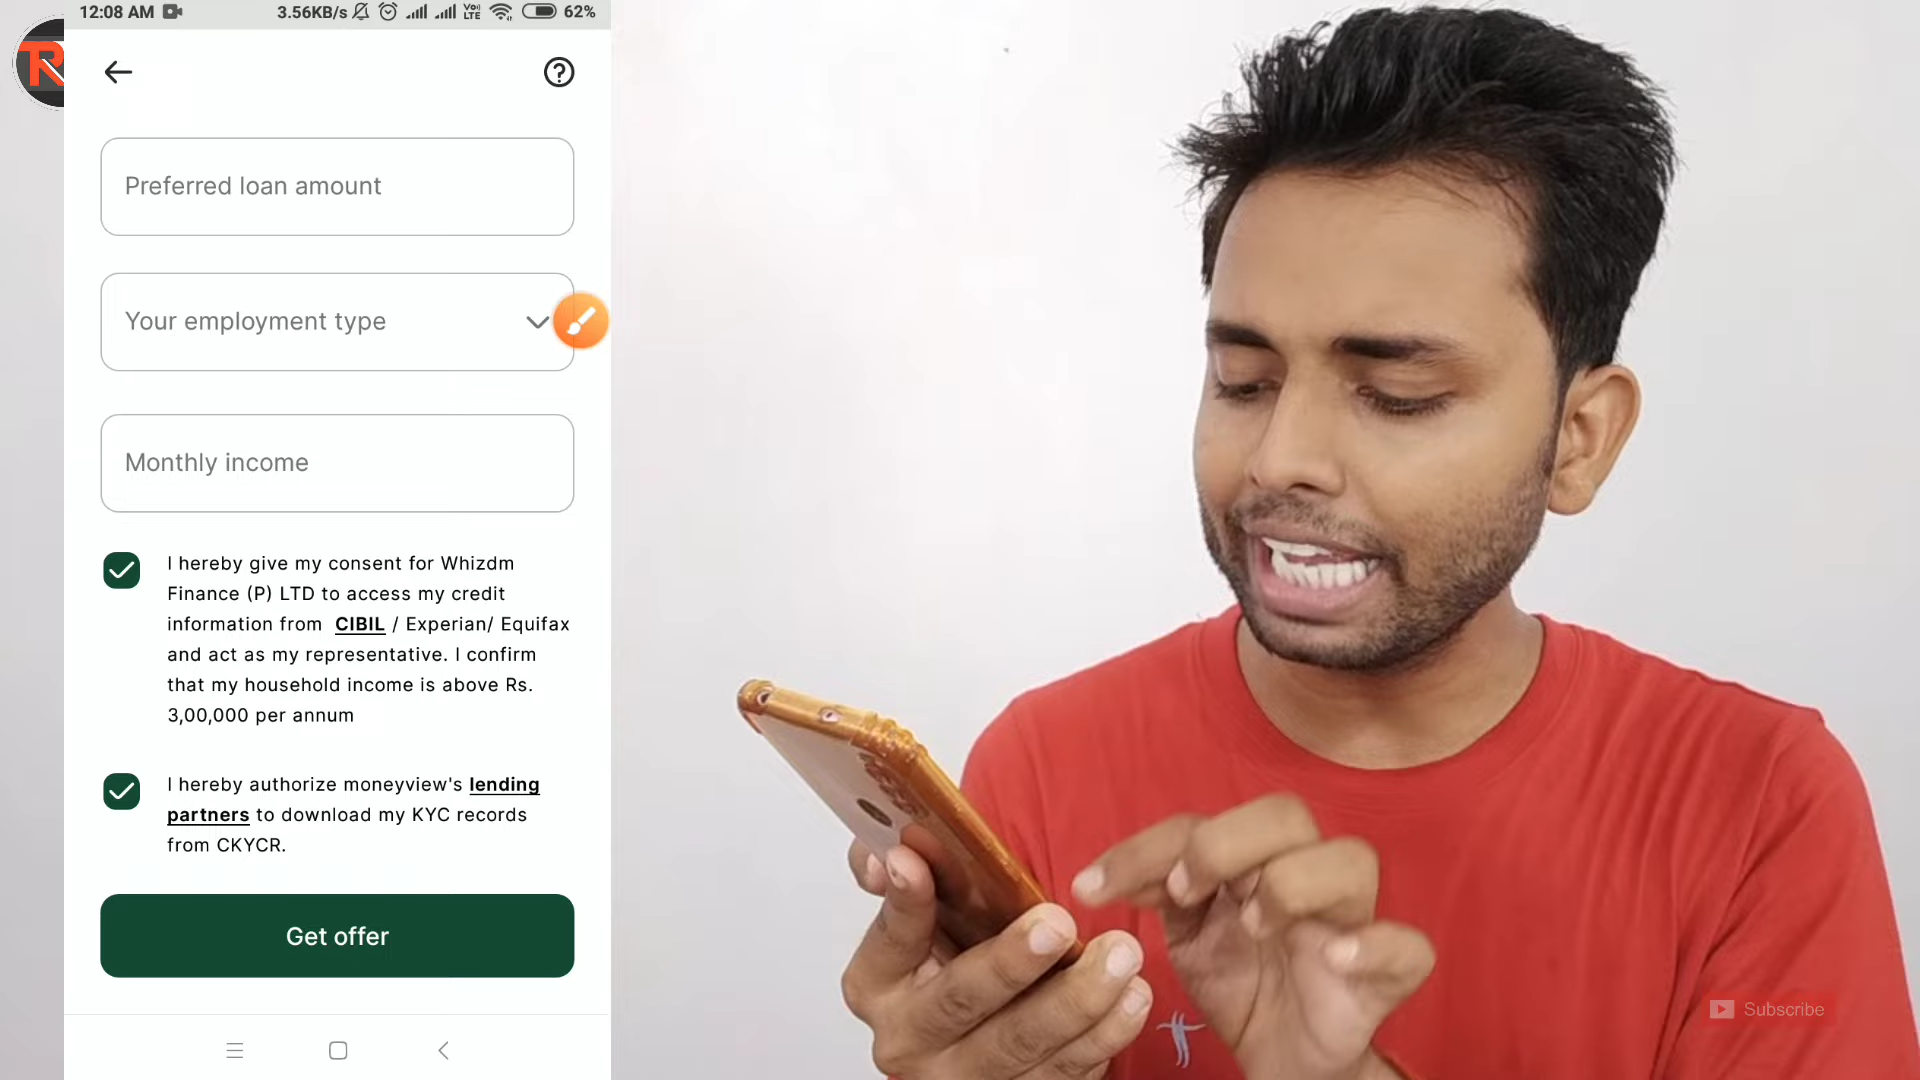 12:08 AM 3.56KB/s Vo) LTE 62%
R
Preferred loan amount
Your employment type
Monthly income
I hereby give my consent for Whizdm
Finance (P) LTD to access my credit
information from CIBIL / Experian/ Equifax
and act as my representative. I confirm
that my household income is above Rs.
3,00,000 per annum
I hereby authorize moneyview's lending
partners to download my KYC records
from CKYCR.
Get offer
Subscribe